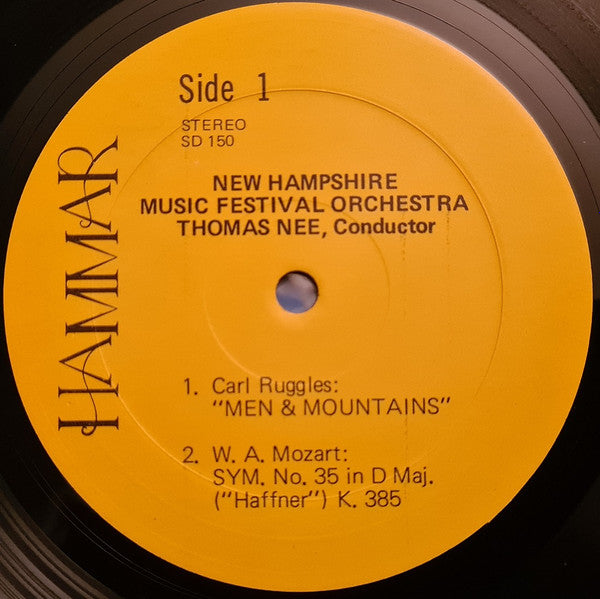 Side 1
STEREO
SD 150
HAMMAR
NEW HAMPSHIRE
MUSIC FESTIVAL ORCHESTRA
THOMAS NEE, Conductor
1. Carl Ruggles:
"MEN & MOUNTAINS"
2. W. A. Mozart:
SYM. No. 35 in D Maj.
("Haffner") K. 385